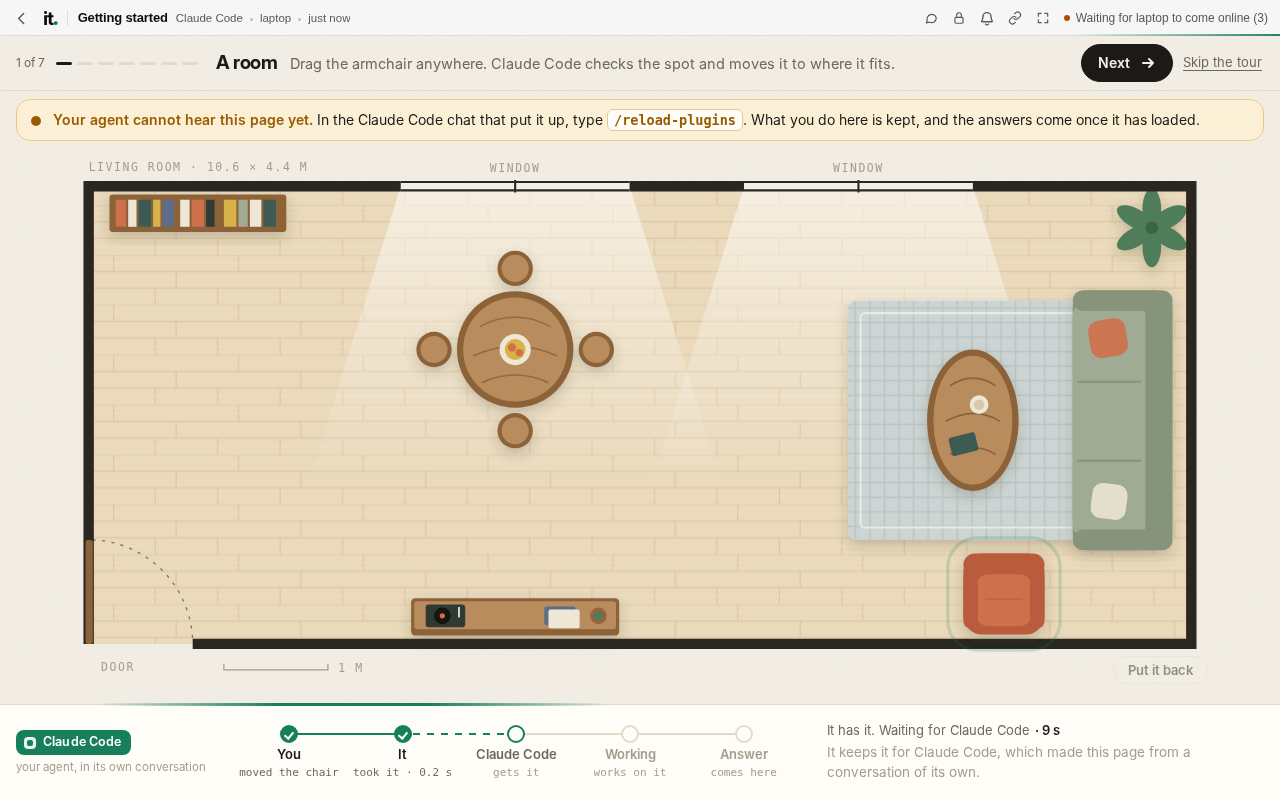 it. Getting started Claude Code • laptop • just now
Waiting for laptop to come online (3)
1 of 7 A room Drag the armchair anywhere. Claude Code checks the spot and moves it to where it fits. Next Skip the tour
Your agent cannot hear this page yet. In the Claude Code chat that put it up, type /reload-plugins. What you do here is kept, and the answers come once it has loaded.
LIVING ROOM · 10.6 × 4.4 M
WINDOW
WINDOW
DOOR
1 M
Put it back
Claude Code
your agent, in its own conversation
You
moved the chair
It
took it · 0.2 s
Claude Code
gets it
Working
works on it
Answer
comes here
It has it. Waiting for Claude Code · 9 s
It keeps it for Claude Code, which made this page from a
conversation of its own.